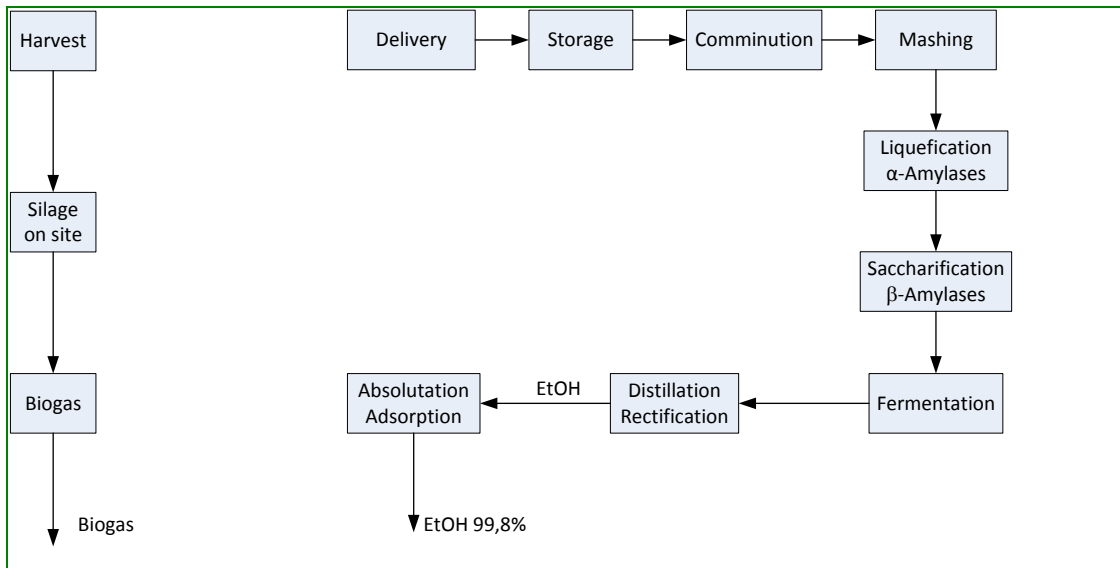 Harvest
Delivery
Storage
Comminution
Mashing
Liquefication
α-Amylases
Silage
on site
Saccharification
β-Amylases
Biogas
Absolutation
Adsorption
EtOH
Distillation
Rectification
Fermentation
Biogas
EtOH 99,8%